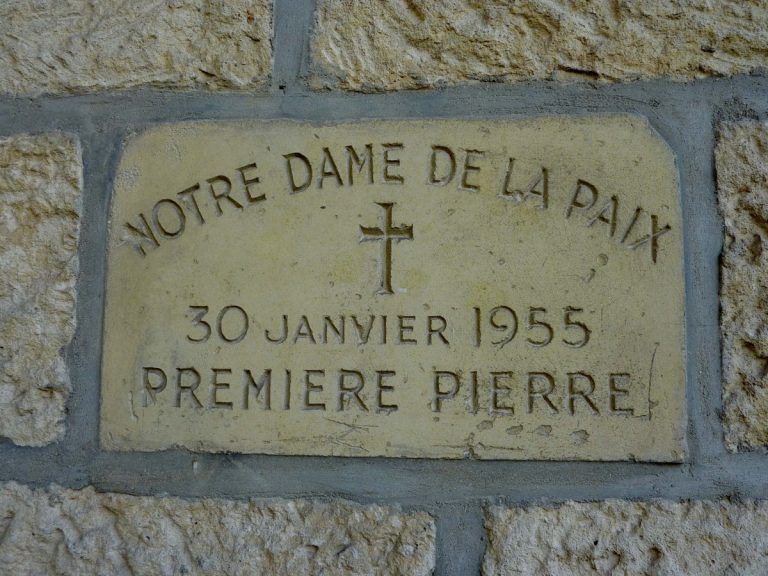 NOTRE DAME DE LA PAIX
30 JANVIER 1955
PREMIERE PIERRE